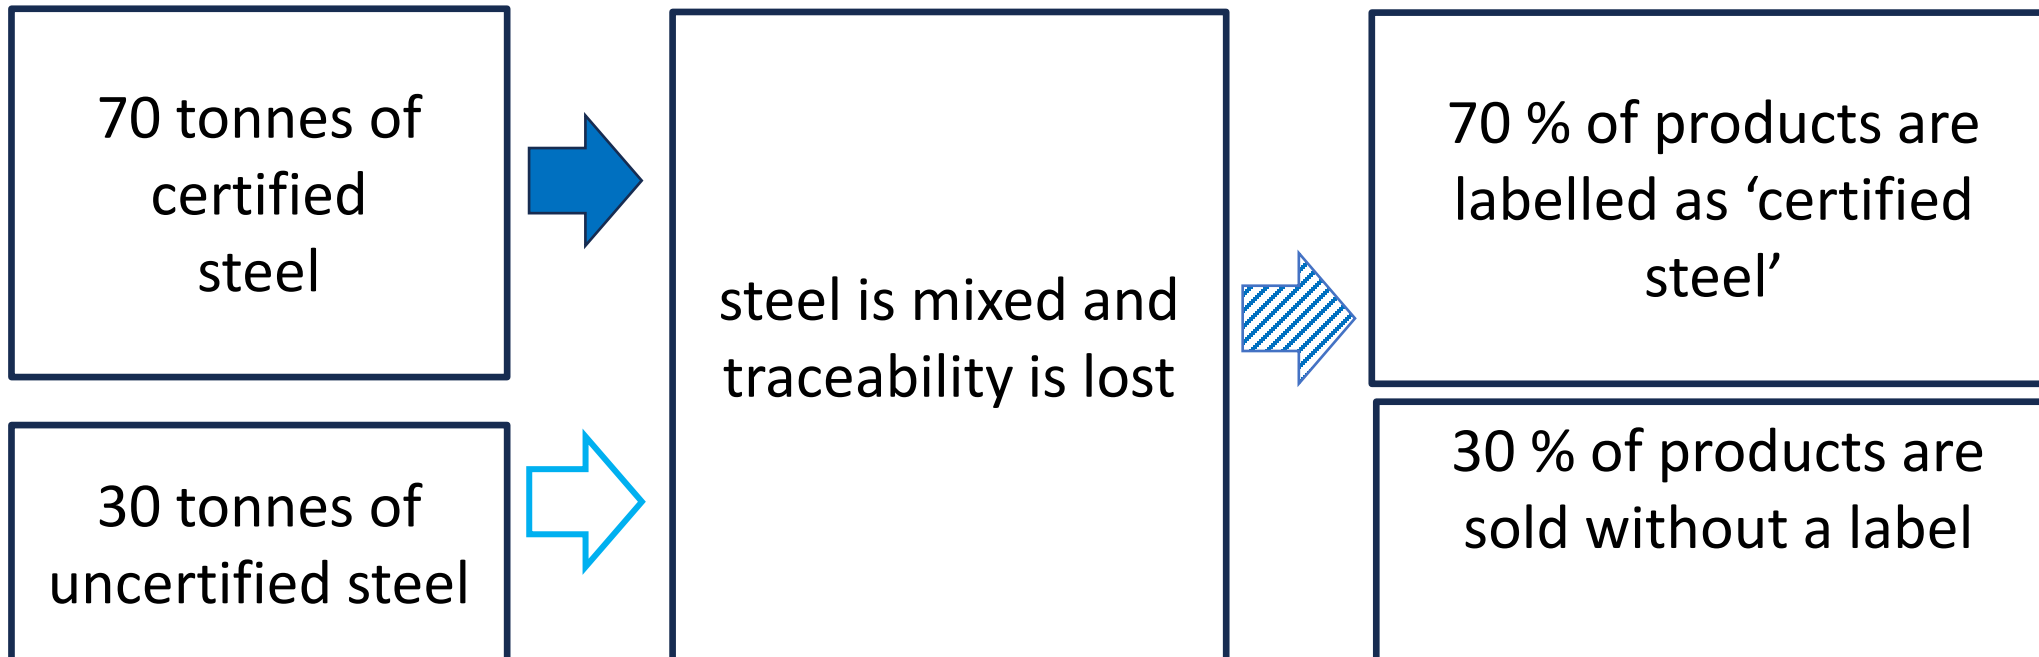 70 tonnes of
certified
steel
30 tonnes of
uncertified steel
steel is mixed and
traceability is lost
70 % of products are
labelled as ‘certified
steel’
30 % of products are
sold without a label